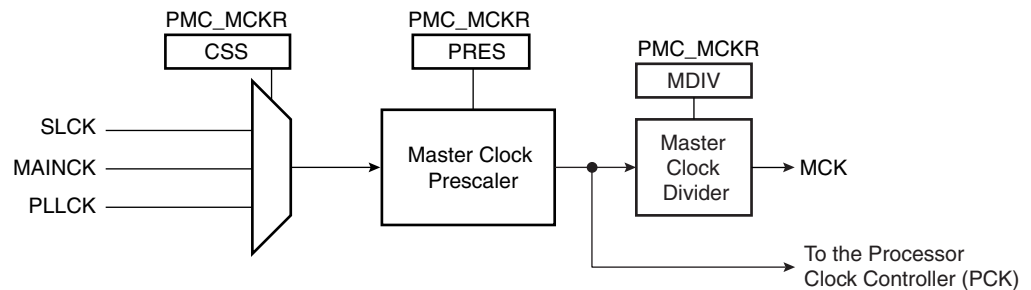 PMC_MCKR
CSS
PMC_MCKR
PRES
PMC_MCKR
MDIV
SLCK
MAINCK
PLLCK
Master Clock
Prescaler
Master
Clock
Divider
MCK
To the Processor
Clock Controller (PCK)